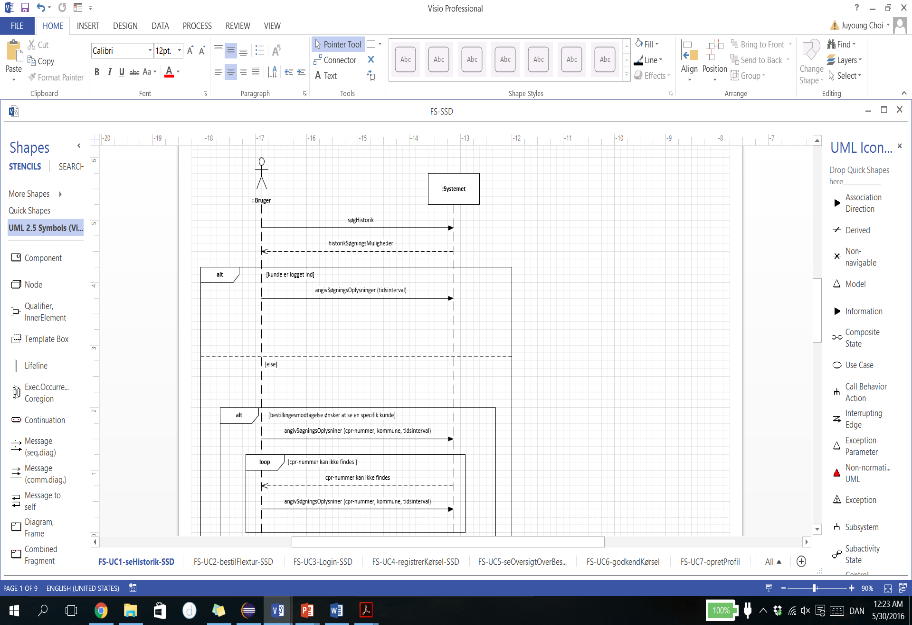 Visio Professional
FILE HOME INSERT DESIGN DATA PROCESS REVIEW VIEW
Juyoung Choi
Paste
Cut
Copy
Format Painter
Clipboard
Calibri 12pt.
B I U abc Aa A
Font
Paragraph
Pointer Tool
Connector
A Text
Tools
Abc Abc Abc Abc Abc Abc Abc
Shape Styles
Fill
Line
Effects
Align Position
Bring to Front
Send to Back
Group
Arrange
Change Shape
Find
Layers
Select
Editing
FS-SSD
Shapes
STENCILS SEARCH
More Shapes
Quick Shapes
UML 2.5 Symbols (Vi...
Component
Node
Qualifier,
InnerElement
Template Box
Lifeline
Exec.Occurre...
Coregion
Continuation
Message
(seq.diag)
Message
(comm.diag.)
Message to
self
Diagram,
Frame
Combined
Fragment
-20 -19 -18 -17 -16 -15 -14 -13 -12 -11 -10 -9 -8 -7
: Bruger
:Systemet
søgHistorik
historikSøgningsMuligheder
alt [kunde er logget ind]
angivSøgningsOplysninger (tidsinterval)
[else]
alt [bestillingesmodtagelse ønsker at se en specifik kunde]
angivSøgningsOplysniner (cpr-nummer, kommune, tidsinterval)
loop [cpr-nummer kan ikke findes ]
cpr-nummer kan ikke findes
angivSøgningsOplysniner (cpr-nummer, kommune, tidsinterval)
UML Icon...
Drop Quick Shapes
here
Association
Direction
Derived
Non-
navigable
Model
Information
Composite
State
Use Case
Call Behavior
Action
Interrupting
Edge
Exception
Parameter
Non-normati...
UML
Exception
Subsystem
Subactivity
State
Control
FS-UC1-seHistorik-SSD FS-UC2-bestilFlextur-SSD FS-UC3-Login-SSD FS-UC4-registrerKørsel-SSD FS-UC5-seOversigtOverBes... FS-UC6-godkendKørsel FS-UC7-opretProfil All
PAGE 1 OF 9 ENGLISH (UNITED STATES) 90%
100% DAN 12:23 AM
5/30/2016